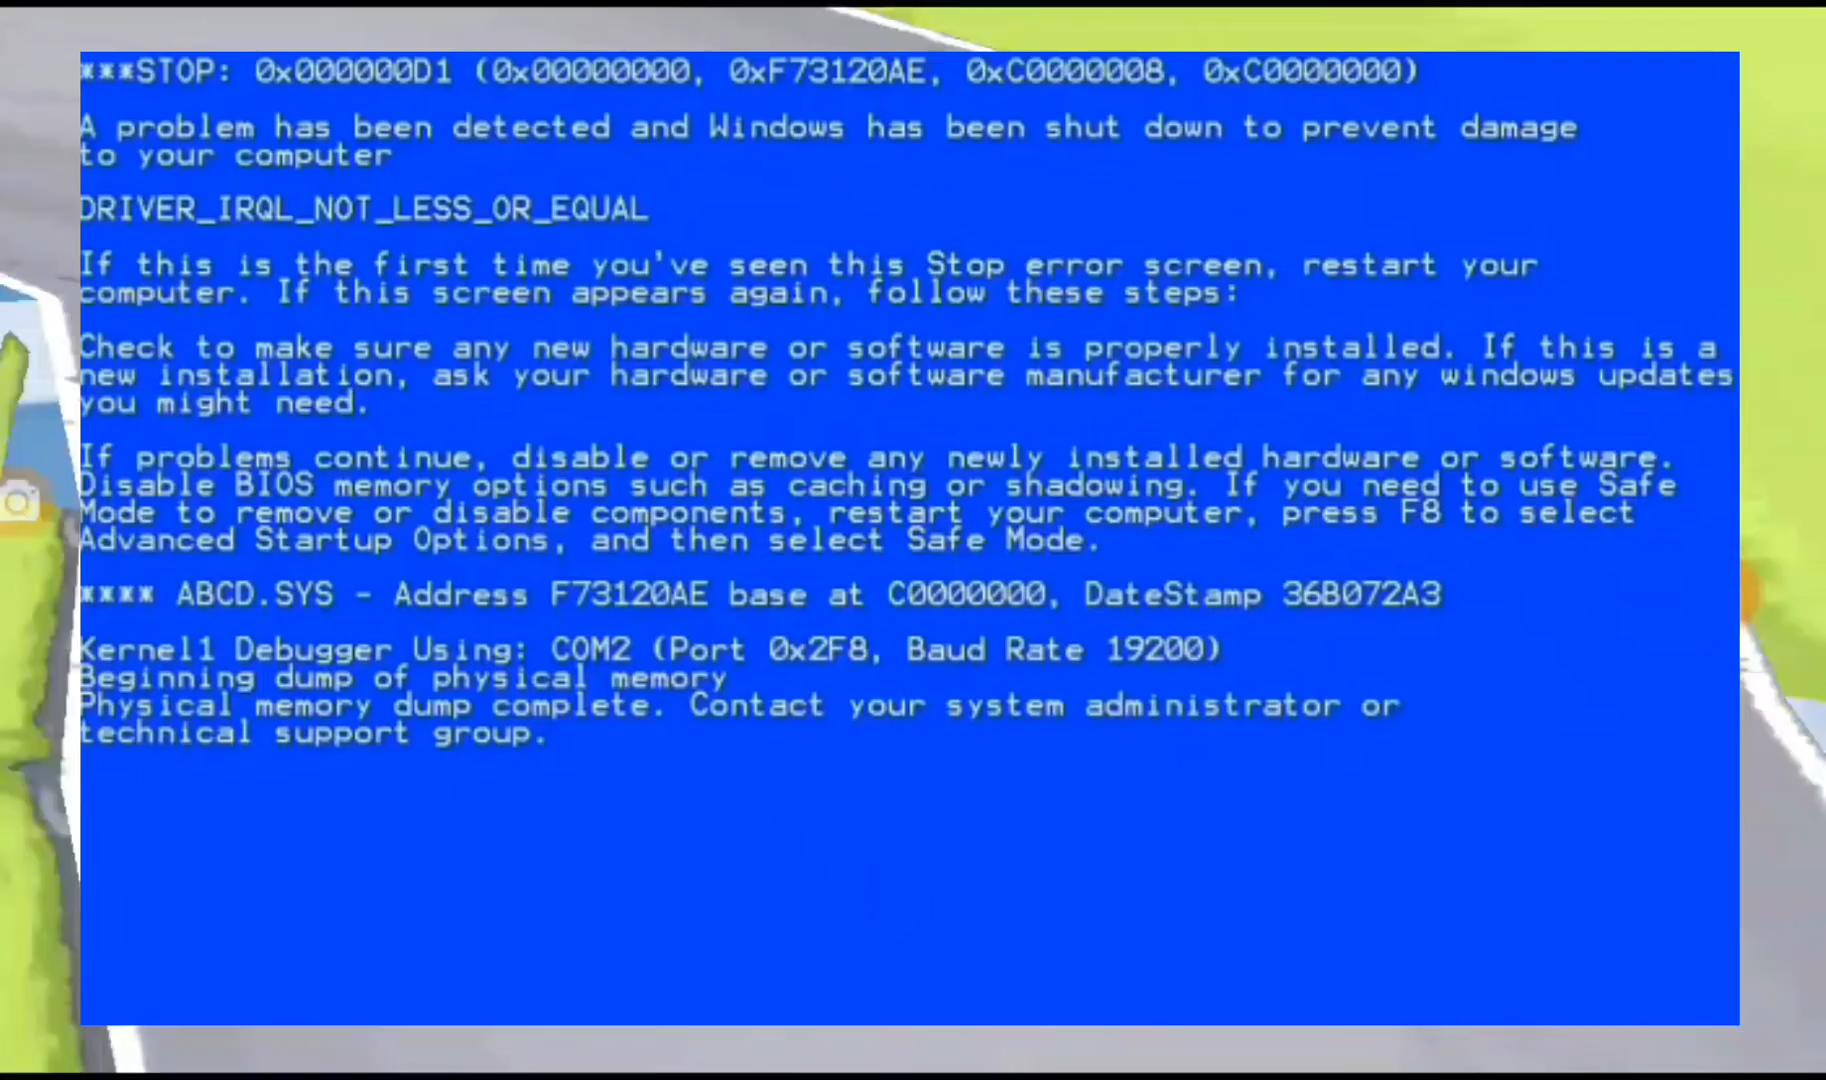 ***STOP: 0x000000D1 (0x00000000, 0xF73120AE, 0xC0000008, 0xC0000000)
A problem has been detected and Windows has been shut down to prevent damage
to your computer
DRIVER_IRQL_NOT_LESS_OR_EQUAL
If this is the first time you've seen this Stop error screen, restart your
computer. If this screen appears again, follow these steps:
Check to make sure any new hardware or software is properly installed. If this is a
new installation, ask your hardware or software manufacturer for any windows updates
you might need.
If problems continue, disable or remove any newly installed hardware or software.
Disable BIOS memory options such as caching or shadowing. If you need to use Safe
Mode to remove or disable components, restart your computer, press F8 to select
Advanced Startup Options, and then select Safe Mode.
**** ABCD.SYS - Address F73120AE base at C0000000, DateStamp 36B072A3
Kernel1 Debugger Using: COM2 (Port 0x2F8, Baud Rate 19200)
Beginning dump of physical memory
Physical memory dump complete. Contact your system administrator or
technical support group.